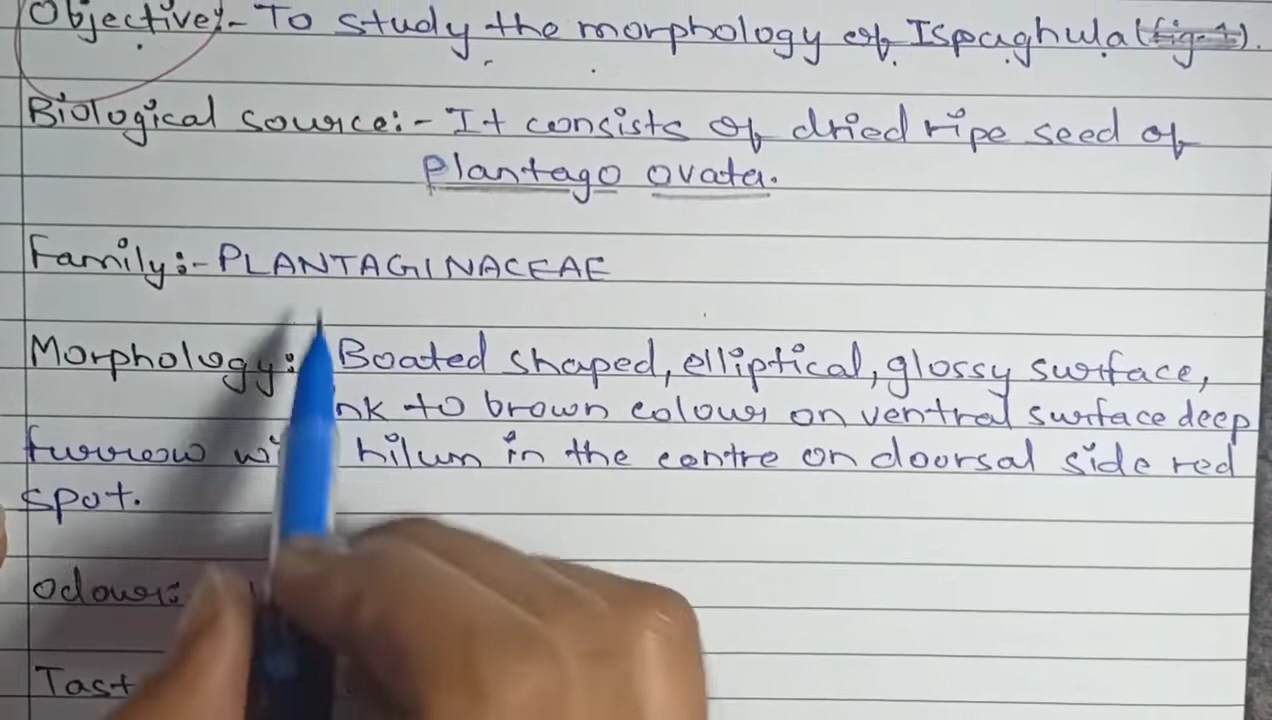 Objective:- To study the morphology of Ispaghula (fig-1).
Biological source:- It consists of dried ripe seed of
Plantago ovata.
Family:- PLANTAGINACEAE
Morphology: Boated shaped, elliptical, glossy surface,
to brown colour on ventral surface deep
furrow hilum in the centre on doorsal side red
spot.
Odour: